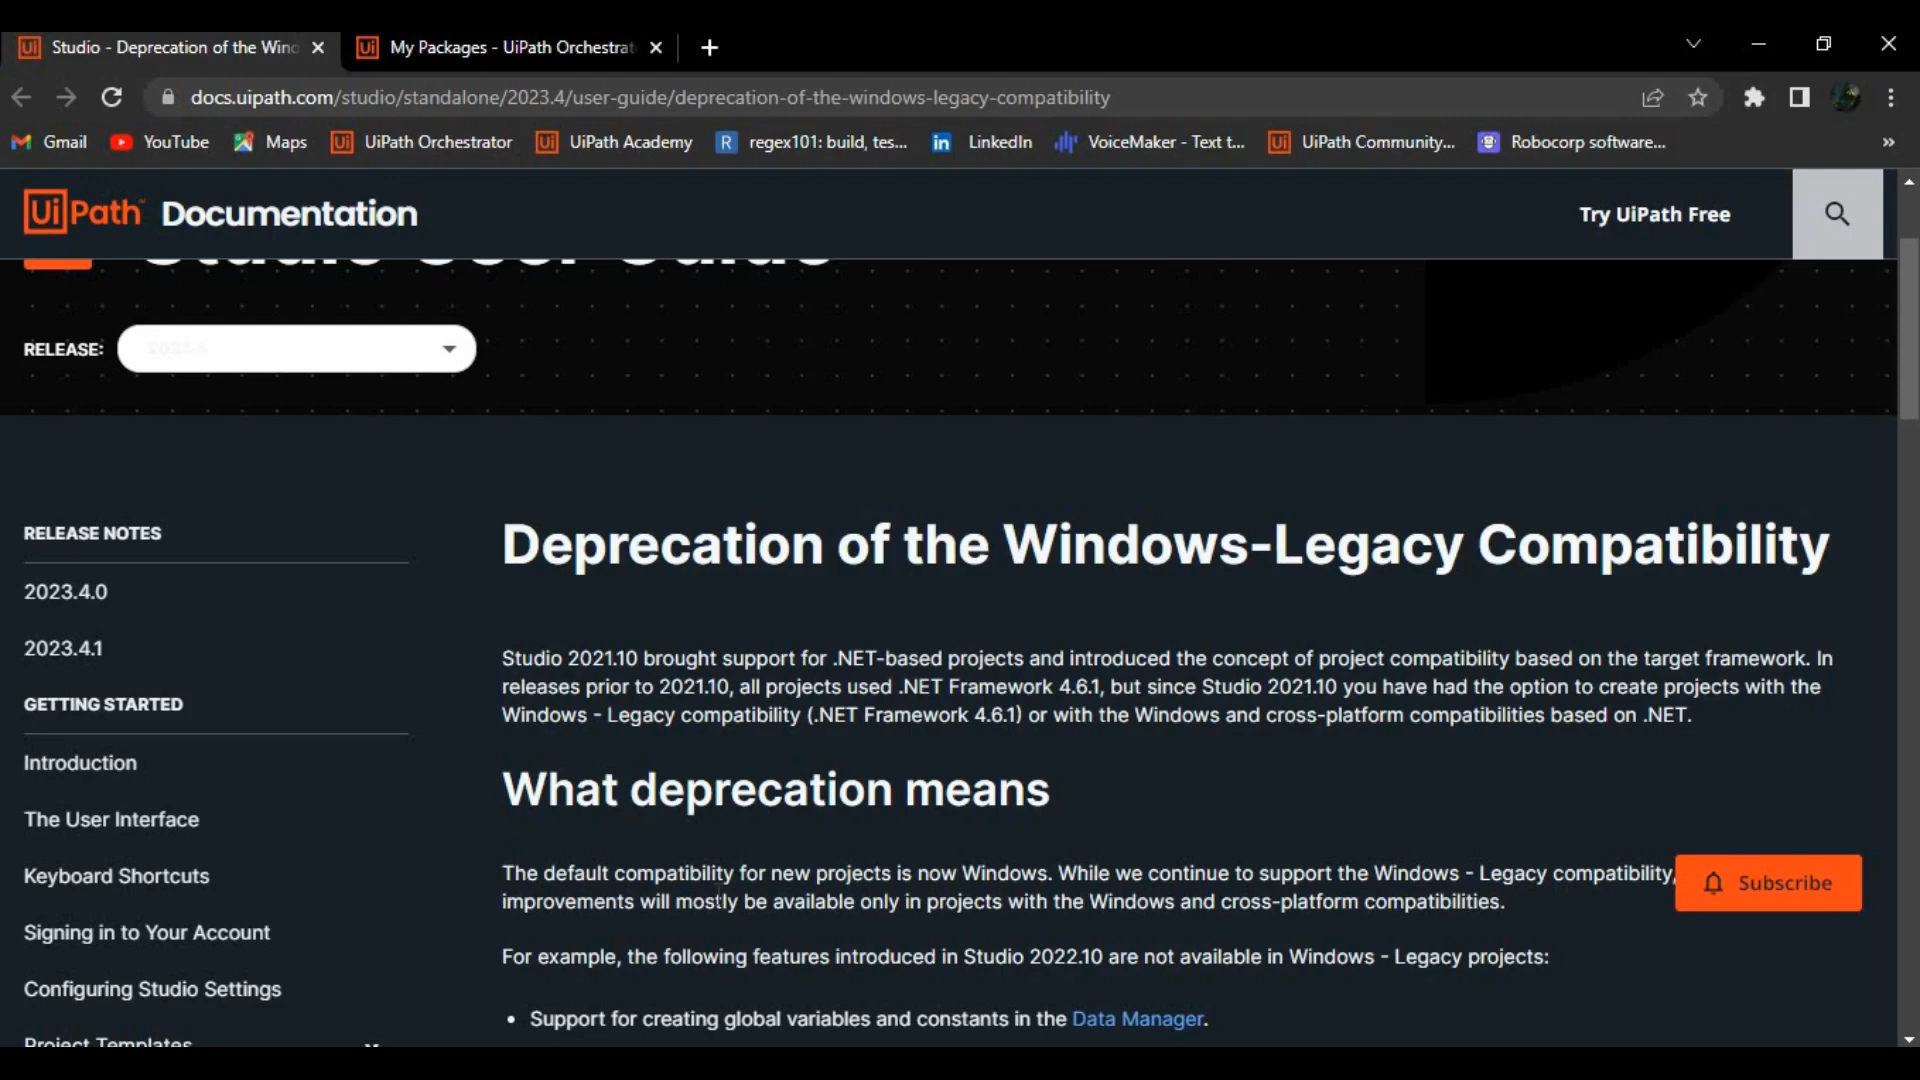 Studio - Deprecation of the Wind
My Packages - UiPath Orchestrat
docs.uipath.com/studio/standalone/2023.4/user-guide/deprecation-of-the-windows-legacy-compatibility
Gmail
YouTube
Maps
UiPath Orchestrator
UiPath Academy
regex101: build, tes...
LinkedIn
VoiceMaker - Text t...
UiPath Community...
Robocorp software...
»
UiPath Documentation
Try UiPath Free
Studio User Guide
RELEASE: 2023.4
RELEASE NOTES
2023.4.0
2023.4.1
GETTING STARTED
Introduction
The User Interface
Keyboard Shortcuts
Signing in to Your Account
Configuring Studio Settings
Project Templates
Deprecation of the Windows-Legacy Compatibility
Studio 2021.10 brought support for .NET-based projects and introduced the concept of project compatibility based on the target framework. In
releases prior to 2021.10, all projects used .NET Framework 4.6.1, but since Studio 2021.10 you have had the option to create projects with the
Windows - Legacy compatibility (.NET Framework 4.6.1) or with the Windows and cross-platform compatibilities based on .NET.
What deprecation means
The default compatibility for new projects is now Windows. While we continue to support the Windows - Legacy compatibility,
improvements will mostly be available only in projects with the Windows and cross-platform compatibilities.
Subscribe
For example, the following features introduced in Studio 2022.10 are not available in Windows - Legacy projects:
• Support for creating global variables and constants in the Data Manager.